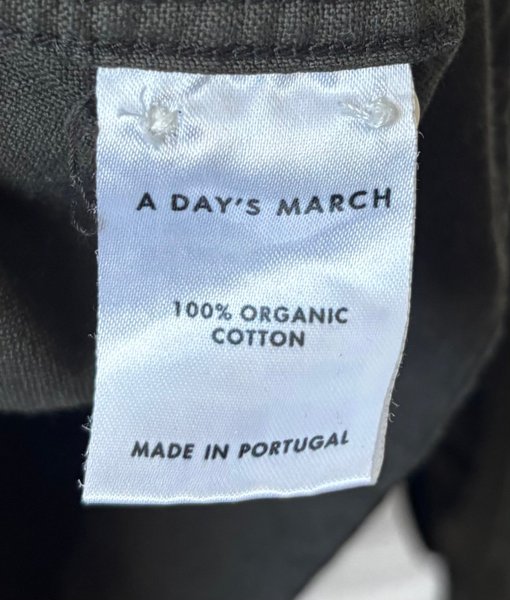 A DAY'S MARCH
100% ORGANIC
COTTON
MADE IN PORTUGAL